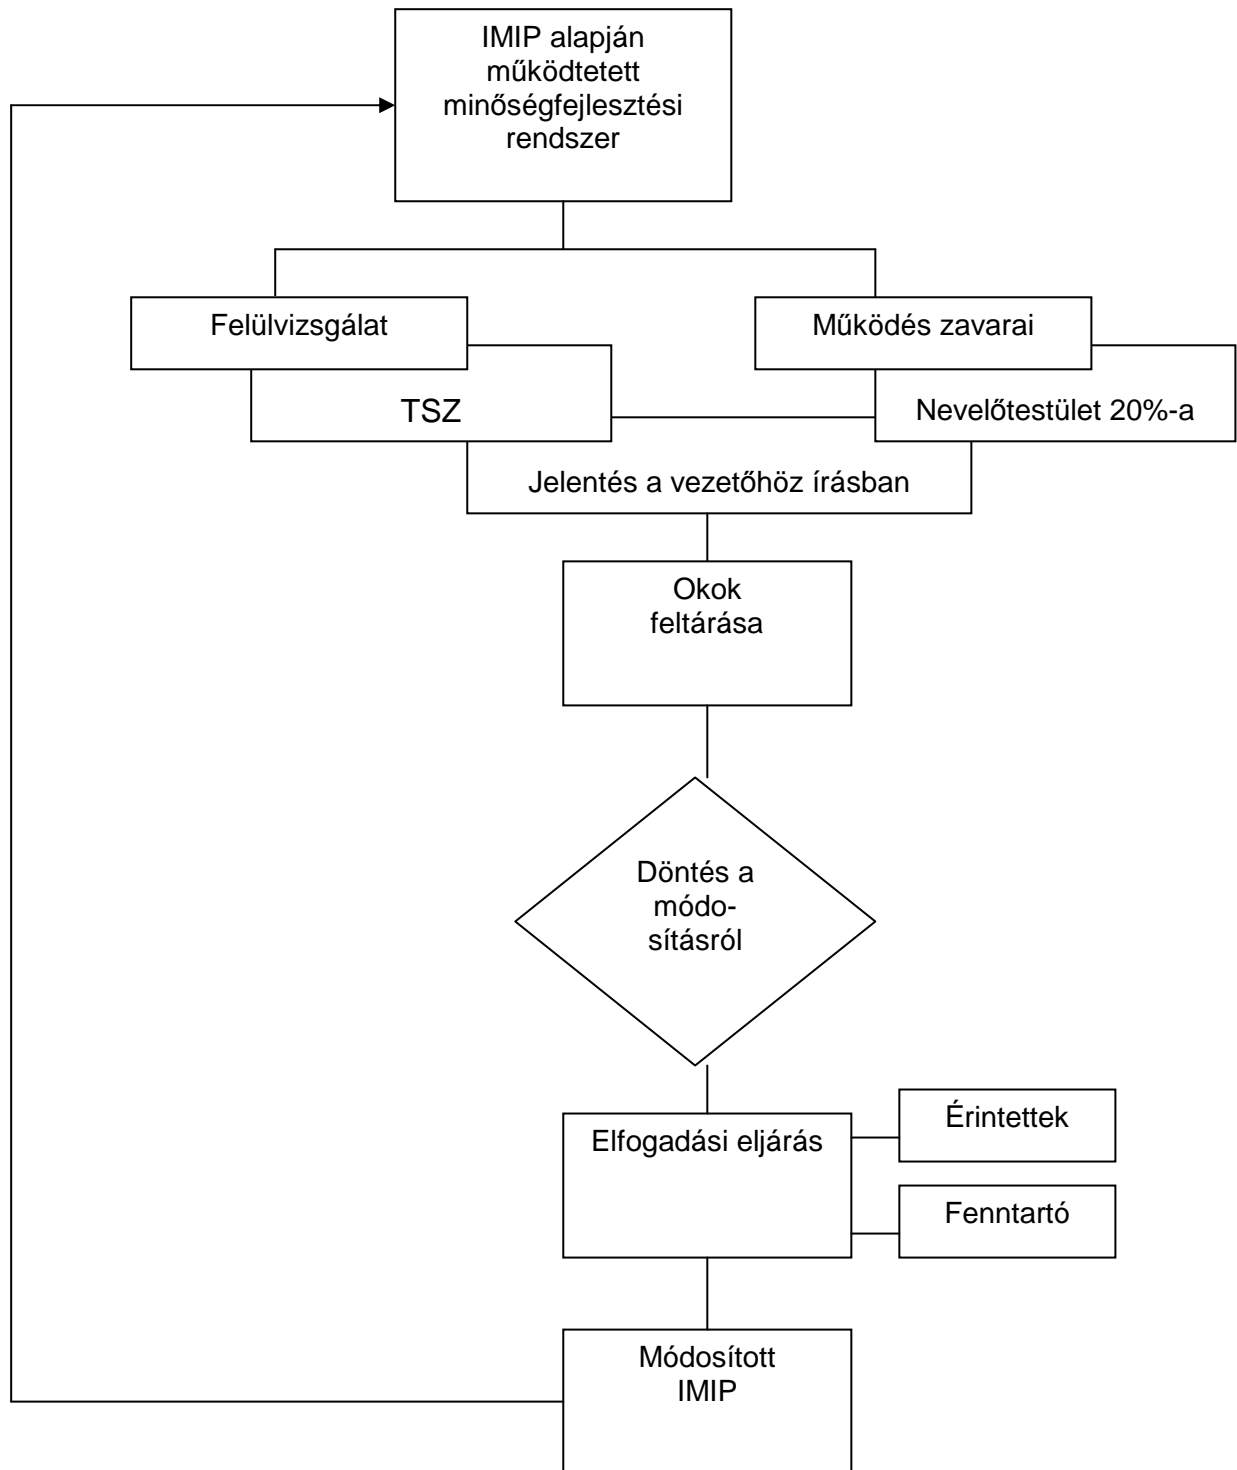 IMIP alapján
működtetett
minőségfejlesztési
rendszer
Felülvizsgálat
Működés zavarai
TSZ
Nevelőtestület 20%-a
Jelentés a vezetőhöz írásban
Okok
feltárása
Döntés a
módo-
sításról
Elfogadási eljárás
Érintettek
Fenntartó
Módosított
IMIP